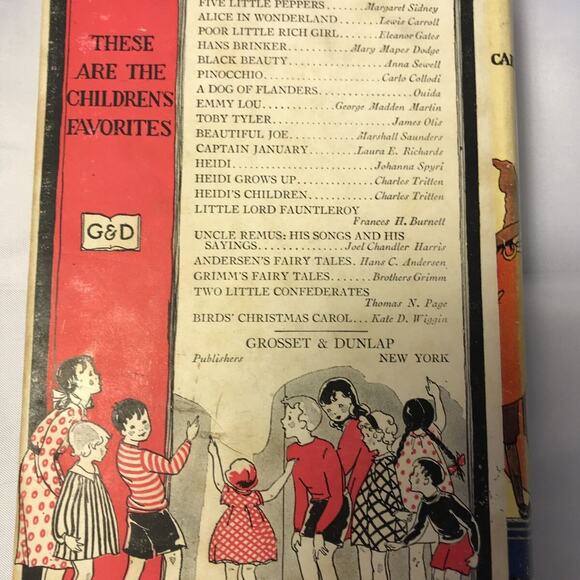 THESE
ARE THE
CHILDREN'S
FAVORITES
G&D
FIVE LITTLE PEPPERS..........Margaret Sidney
ALICE IN WONDERLAND..........Lewis Carroll
POOR LITTLE RICH GIRL........Eleanor Gates
HANS BRINKER.............Mary Mapes Dodge
BLACK BEAUTY..................Anna Sewell
PINOCCHIO....................Carlo Collodi
A DOG OF FLANDERS.................Ouida
EMMY LOU.............George Madden Martin
TOBY TYLER.....................James Otis
BEAUTIFUL JOE............Marshall Saunders
CAPTAIN JANUARY.........Laura E. Richards
HEIDI.......................Johanna Spyri
HEIDI GROWS UP.............Charles Tritten
HEIDI'S CHILDREN...........Charles Tritten
LITTLE LORD FAUNTLEROY
Frances H. Burnett
UNCLE REMUS: HIS SONGS AND HIS
SAYINGS...............Joel Chandler Harris
ANDERSEN'S FAIRY TALES. Hans C. Andersen
GRIMM'S FAIRY TALES.......Brothers Grimm
TWO LITTLE CONFEDERATES
Thomas N. Page
BIRDS' CHRISTMAS CAROL... Kate D. Wiggin
GROSSET & DUNLAP
Publishers NEW YORK